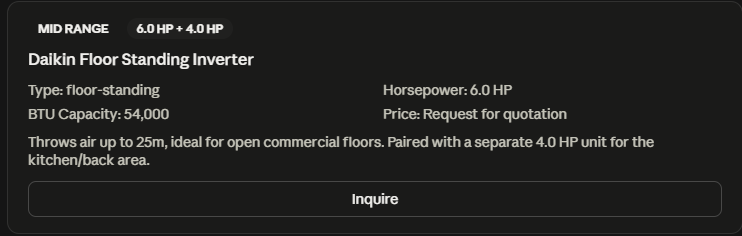 MID RANGE
6.0 HP + 4.0 HP
Daikin Floor Standing Inverter
Type: floor-standing
Horsepower: 6.0 HP
BTU Capacity: 54,000
Price: Request for quotation
Throws air up to 25m, ideal for open commercial floors. Paired with a separate 4.0 HP unit for the
kitchen/back area.
Inquire